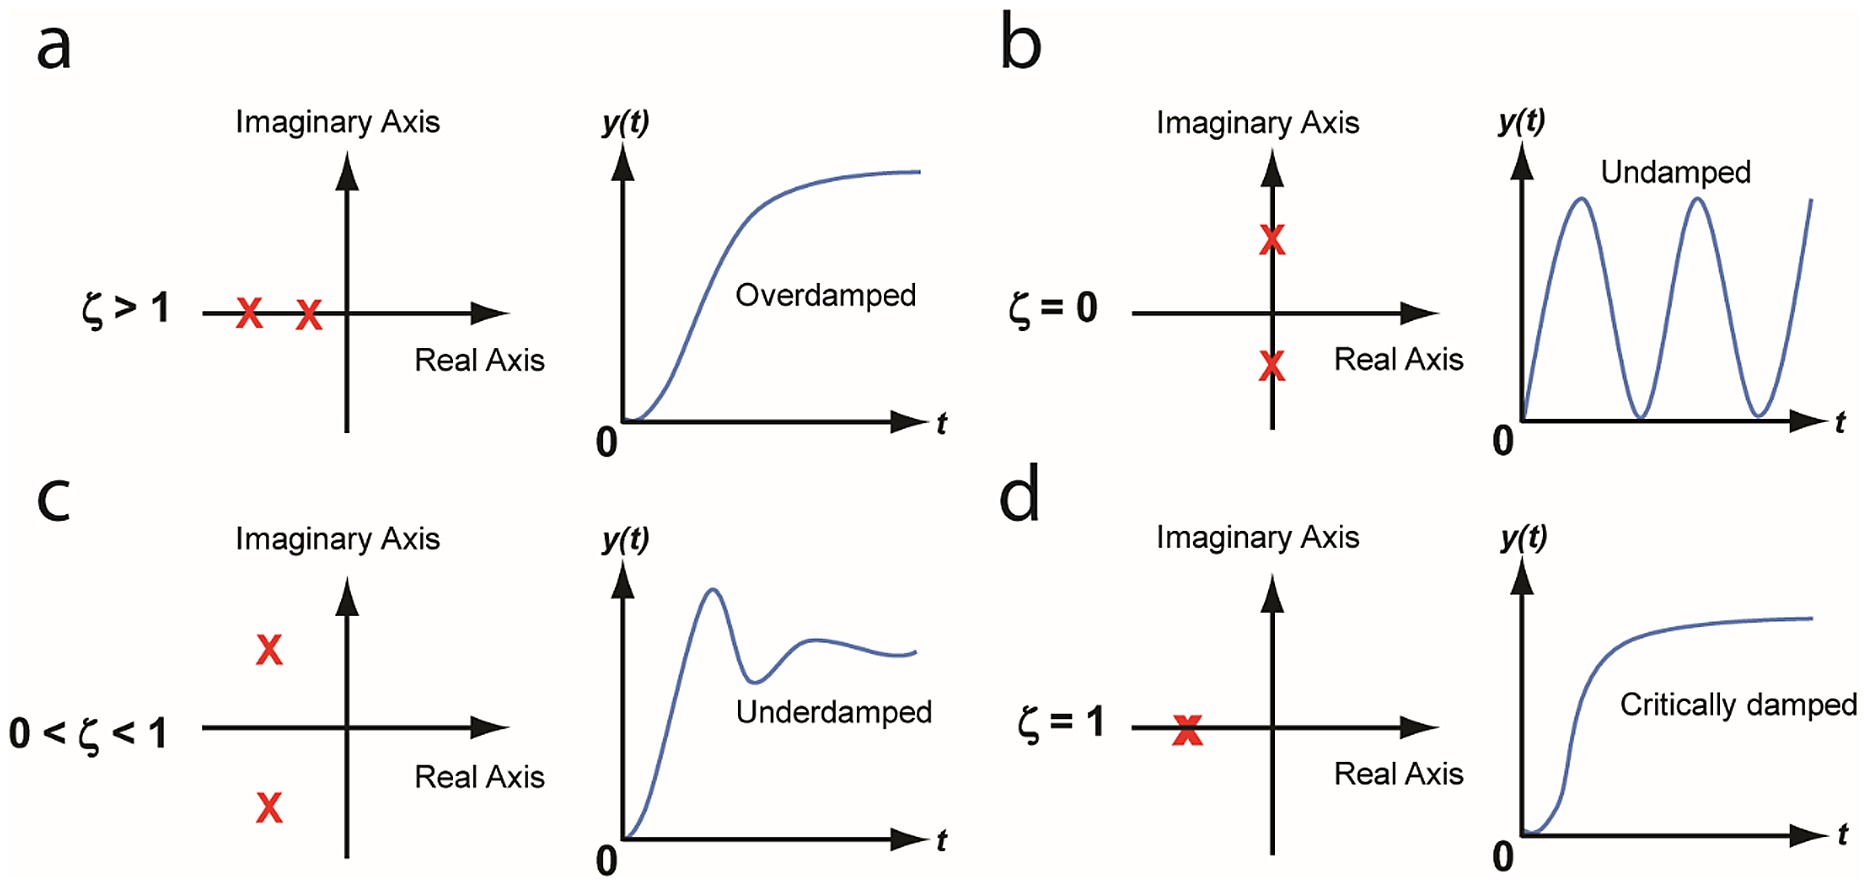 a
Imaginary Axis
y(t)
ζ > 1
X X
Overdamped
Real Axis
0
t
b
Imaginary Axis
y(t)
Undamped
X
ζ = 0
X
Real Axis
0
t
c
Imaginary Axis
y(t)
X
0 < ζ < 1
Underdamped
Real Axis
X
0
t
d
Imaginary Axis
y(t)
ζ = 1
X
Critically damped
Real Axis
0
t